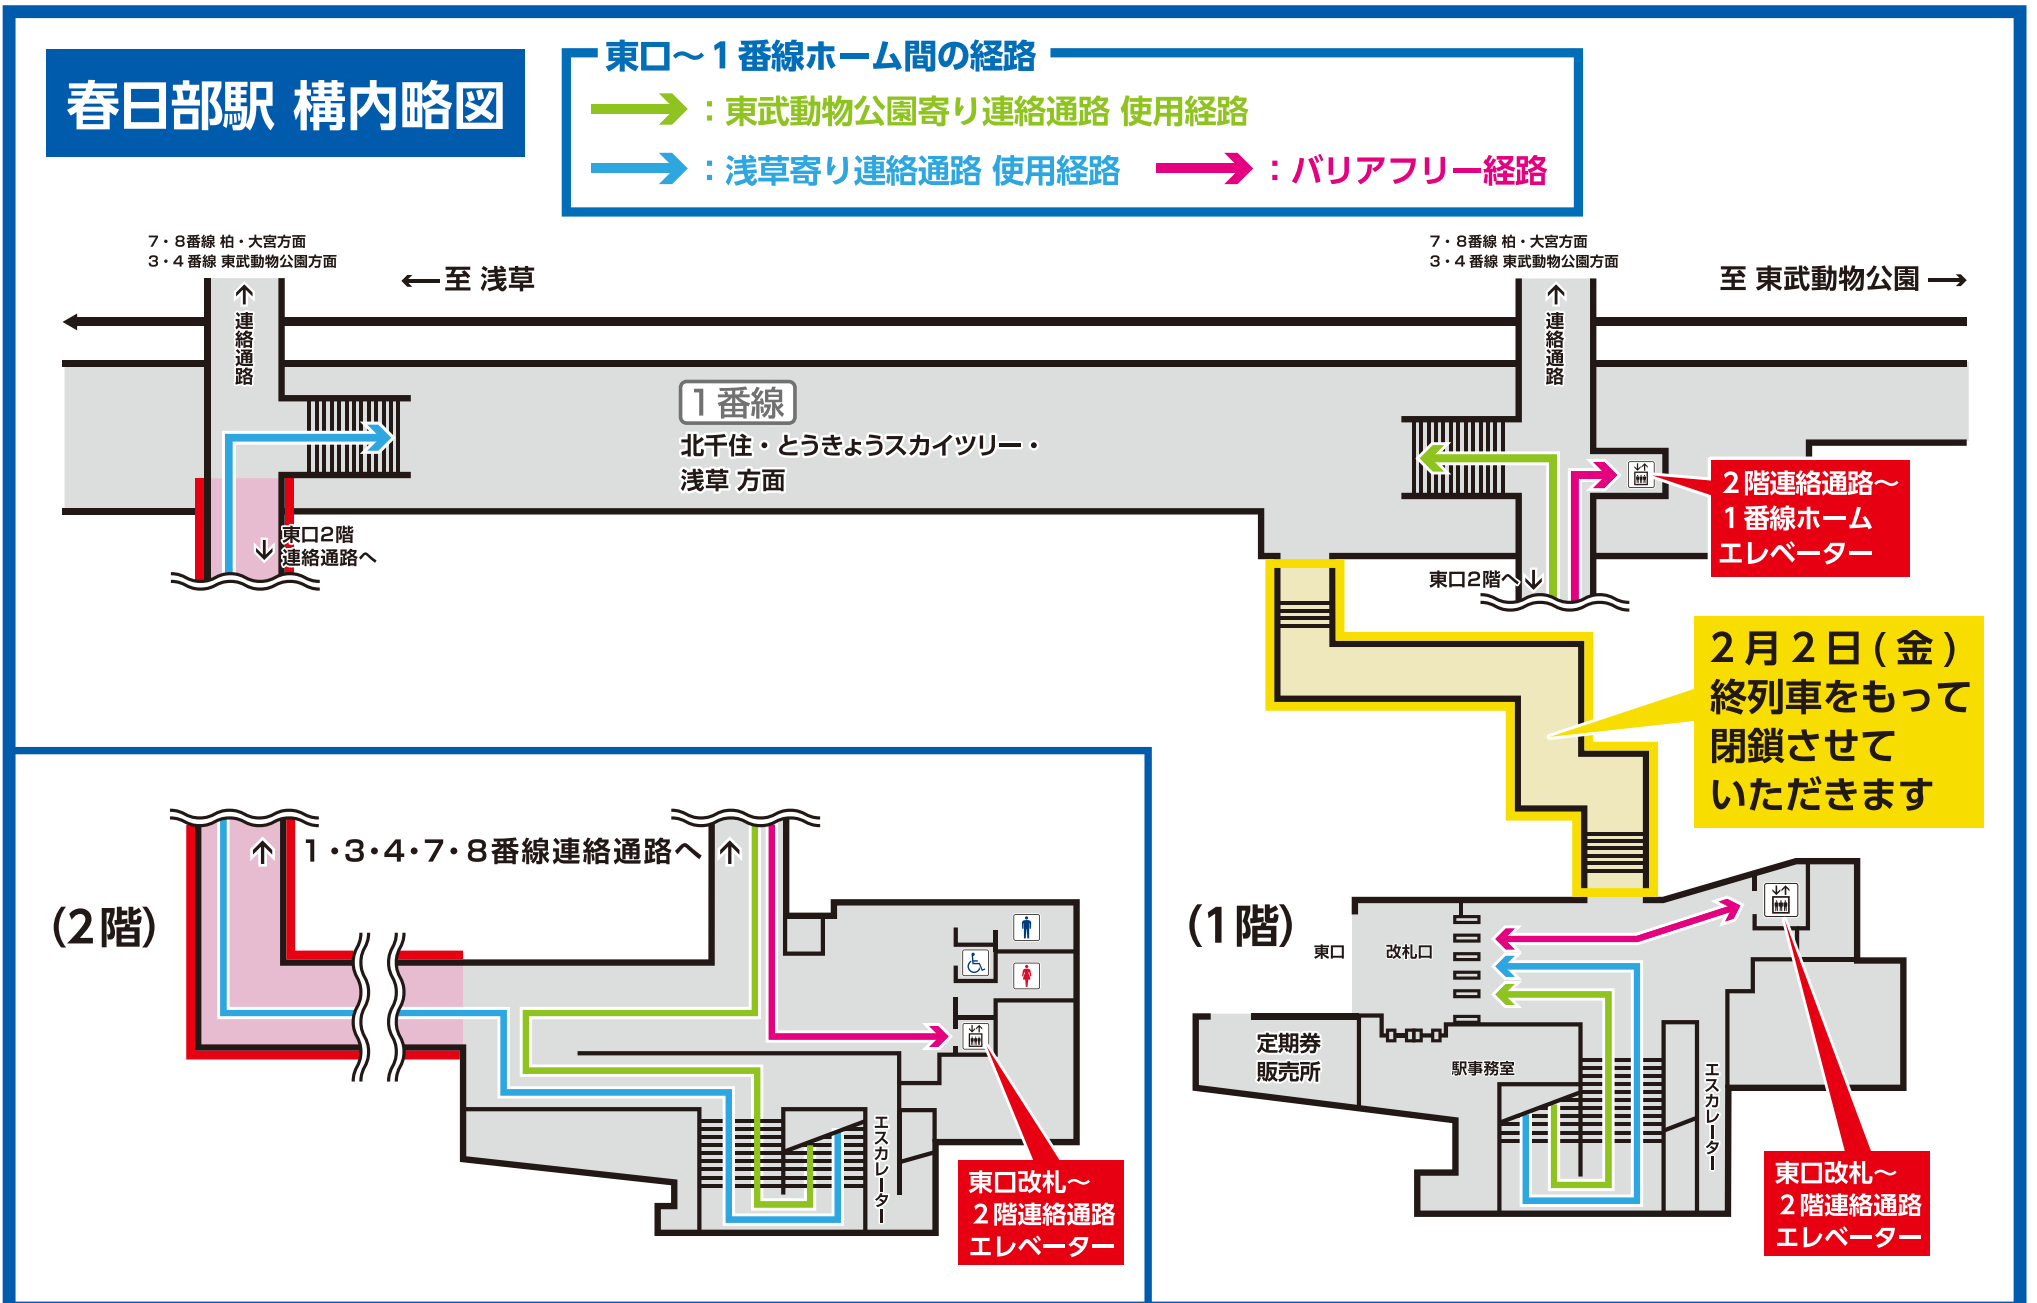 春日部駅 構内略図
東口～1番線ホーム間の経路
：東武動物公園寄り連絡通路 使用経路
：浅草寄り連絡通路 使用経路
：バリアフリー経路
7・8番線 柏・大宮方面
3・4番線 東武動物公園方面
←至 浅草
7・8番線 柏・大宮方面
3・4番線 東武動物公園方面
至 東武動物公園→
↑連絡通路
↑連絡通路
1番線
北千住・とうきょうスカイツリー・
浅草 方面
2階連絡通路～
1番線ホーム
エレベーター
↓東口2階
連絡通路へ
東口2階へ↓
2月2日(金)
終列車をもって
閉鎖させて
いただきます
(2階)
↑1・3・4・7・8番線連絡通路へ↑
エスカレーター
東口改札～
2階連絡通路
エレベーター
(1階)
東口
改札口
定期券
販売所
駅事務室
エスカレーター
東口改札～
2階連絡通路
エレベーター